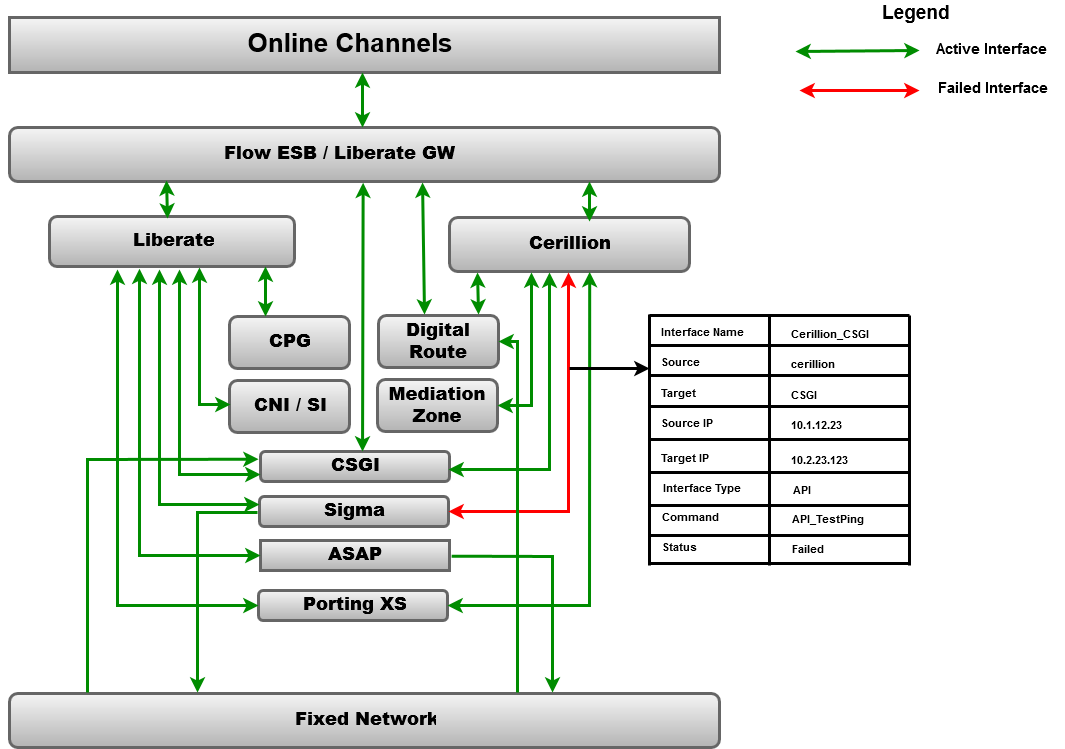 Legend
Online Channels
Active Interface
Failed Interface
Flow ESB / Liberate GW
Liberate
Cerillion
CPG
Digital
Route
Interface Name Cerillion_CSGI
Source cerillion
Target CSGI
Source IP 10.1.12.23
Target IP 10.2.23.123
Interface Type API
Command API_TestPing
Status Failed
CNI / SI
Mediation
Zone
CSGI
Sigma
ASAP
Porting XS
Fixed Network